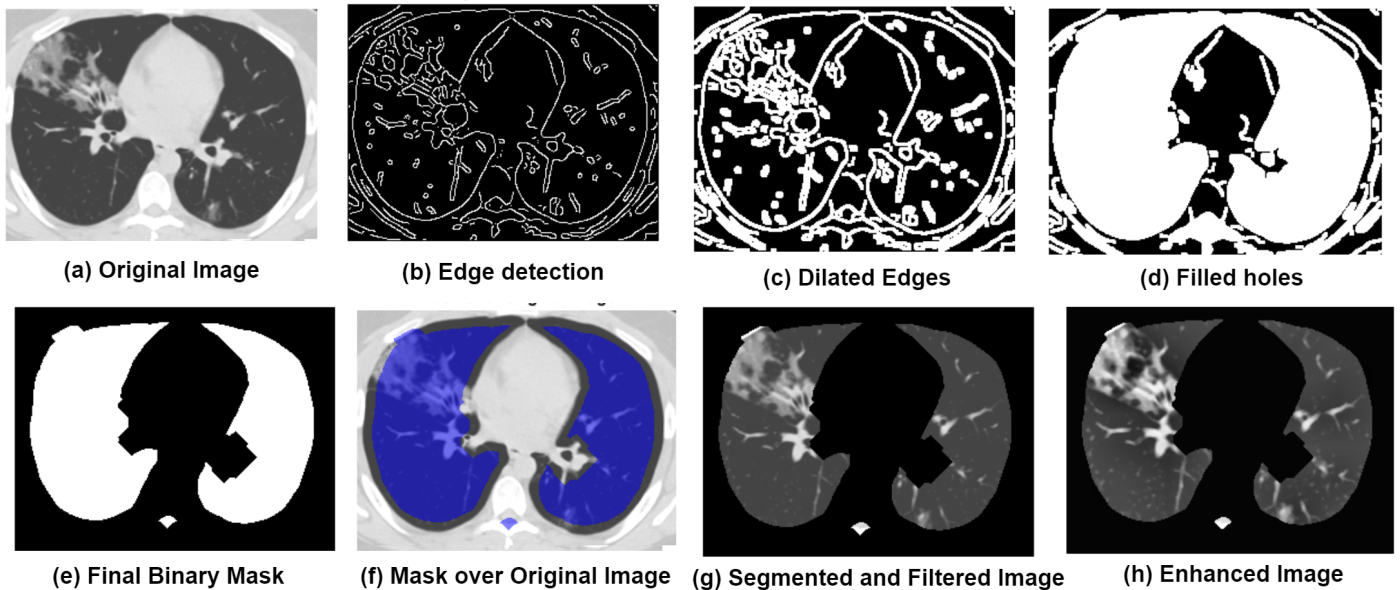 (a) Original Image
(b) Edge detection
(c) Dilated Edges
(d) Filled holes
(e) Final Binary Mask
(f) Mask over Original Image
(g) Segmented and Filtered Image
(h) Enhanced Image